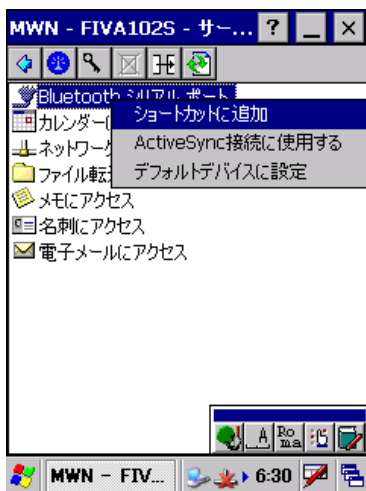 MWN - FIVA102S - サー... ?
Bluetooth シリアル ポート
ショートカットに追加
カレンダー(
ActiveSync接続に使用する
ネットワーク
デフォルトデバイスに設定
ファイル転
メモにアクセス
名刺にアクセス
電子メールにアクセス
A Ro ma
MWN - FIV... 6:30